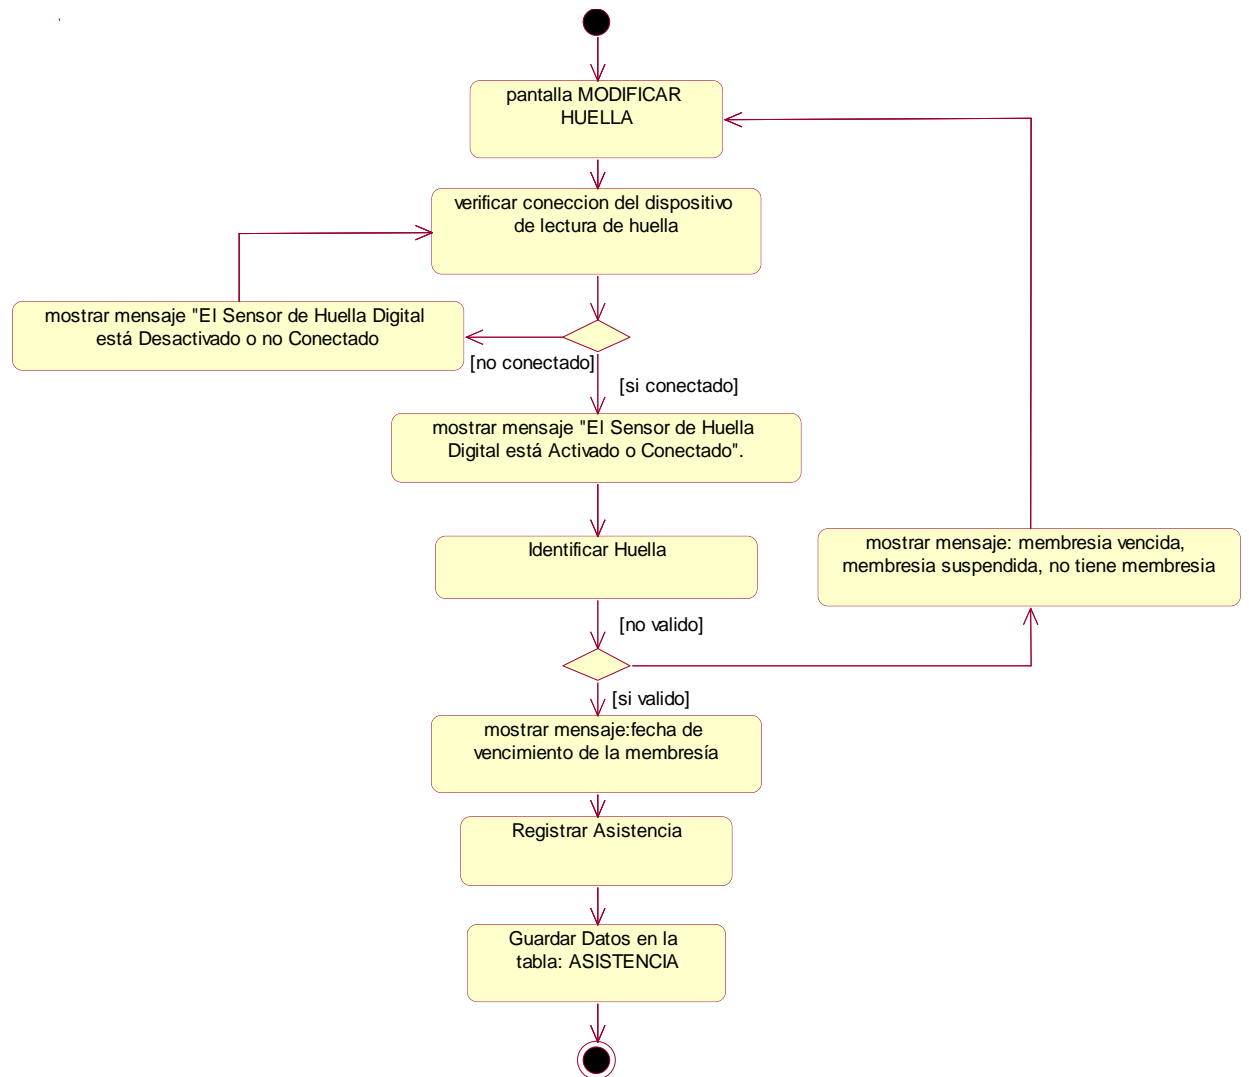 pantalla MODIFICAR
HUELLA
verificar coneccion del dispositivo
de lectura de huella
mostrar mensaje "El Sensor de Huella Digital
está Desactivado o no Conectado
[no conectado]
[si conectado]
mostrar mensaje "El Sensor de Huella
Digital está Activado o Conectado".
Identificar Huella
mostrar mensaje: membresia vencida,
membresia suspendida, no tiene membresia
[no valido]
[si valido]
mostrar mensaje:fecha de
vencimiento de la membresía
Registrar Asistencia
Guardar Datos en la
tabla: ASISTENCIA